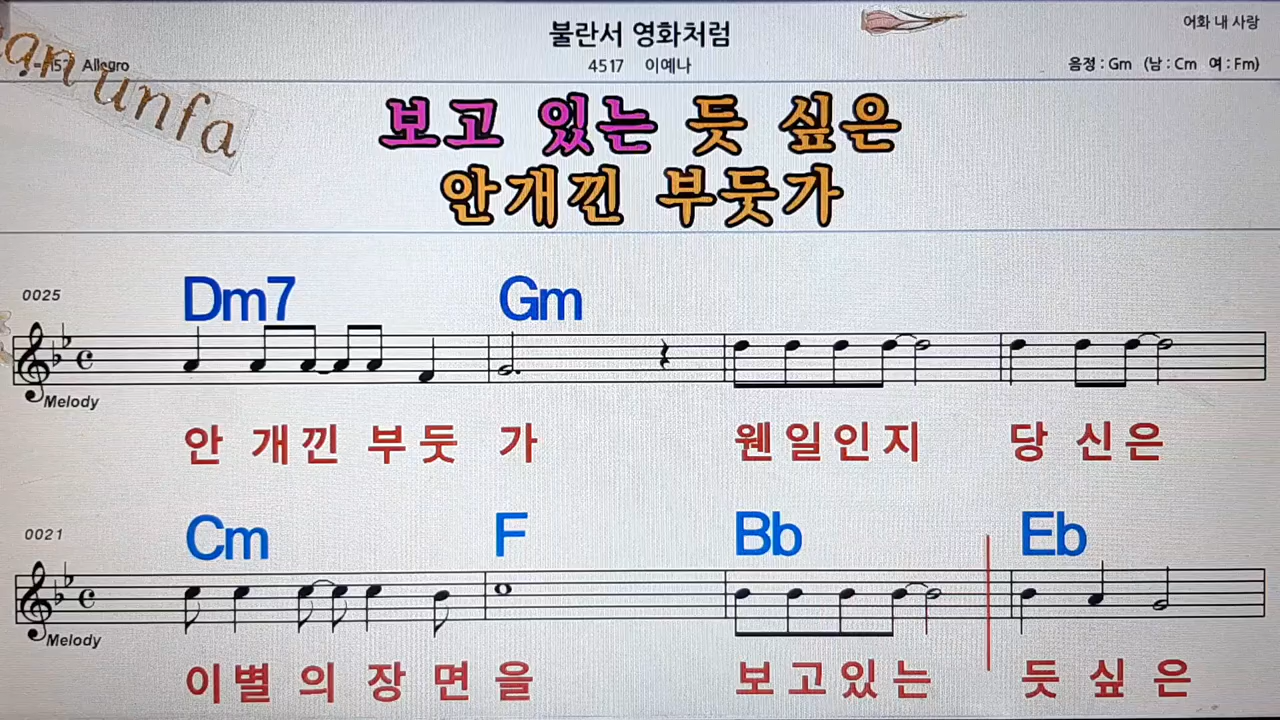 불란서 영화처럼
어화 내 사랑
Allegro
4517 이예나
음정 : Gm (남 : Cm 여 : Fm)
unfa
보고 있는 듯 싶은
안개낀 부둣가
0025
Dm7 Gm
Melody
안 개낀 부둣 가 웬일인지 당 신은
0021
Cm F Bb Eb
Melody
이별 의 장 면 을 보고있 는 듯 싶 은